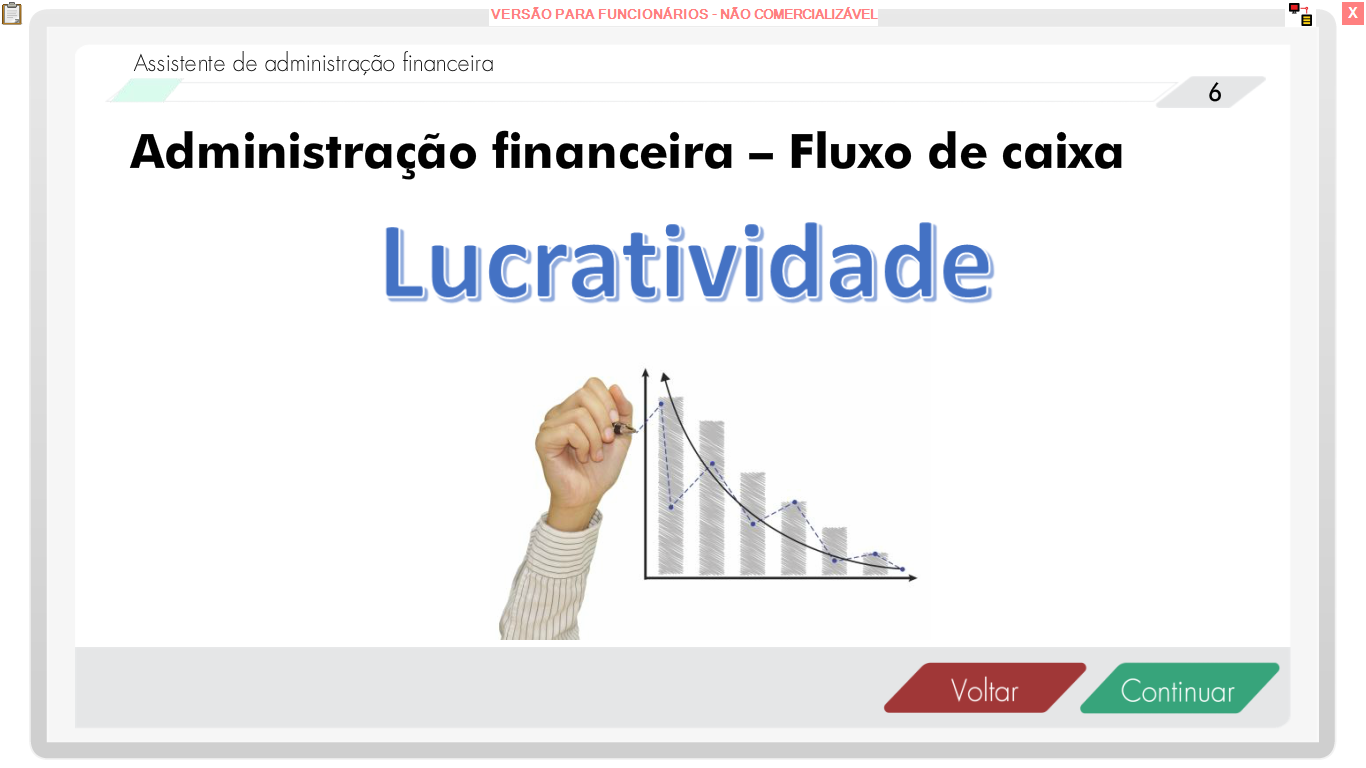 VERSÃO PARA FUNCIONÁRIOS - NÃO COMERCIALIZÁVEL
X
Assistente de administração financeira
6
Administração financeira – Fluxo de caixa
Lucratividade
Voltar
Continuar